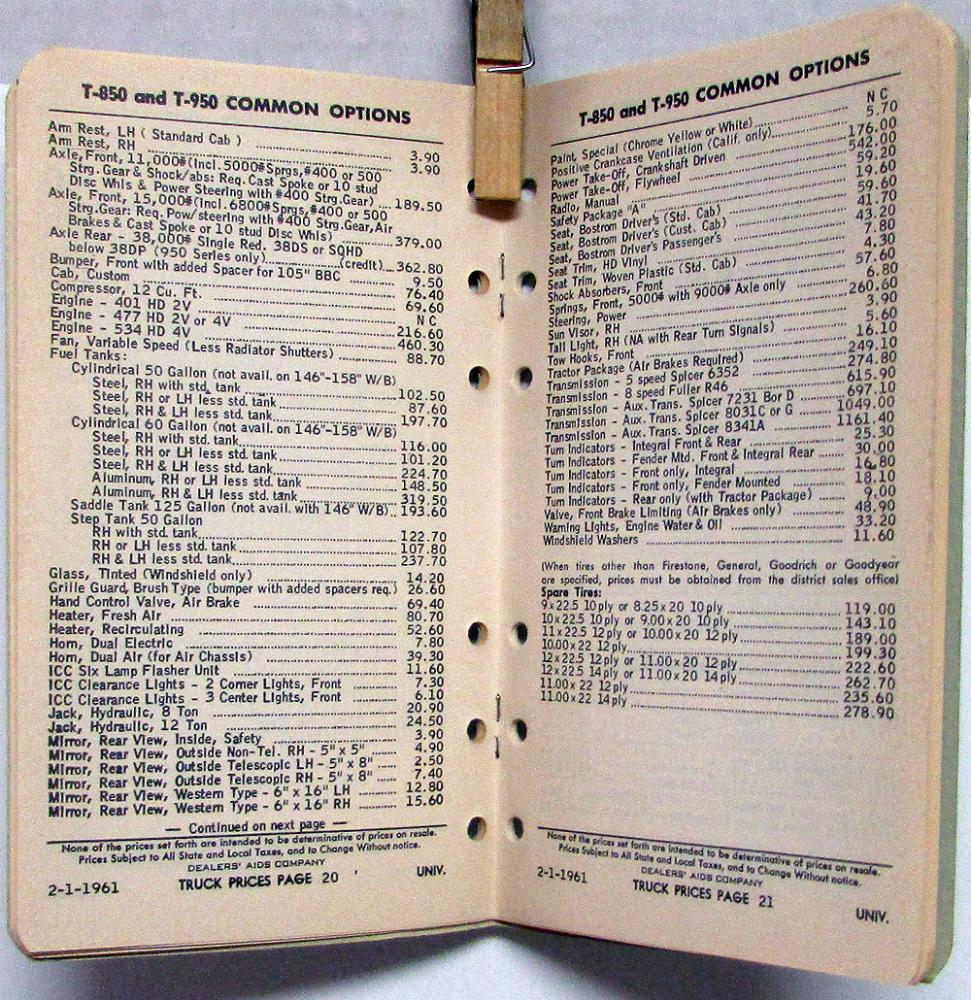 T-850 and T-950 COMMON OPTIONS
Arm Rest, LH ( Standard Cab ) 3.90
Arm Rest, RH 3.90
Axle, Front, 11,000# (Incl. 5000# Sprgs, #400 or 500
Strg. Gear & Shock/abs: Req. Cast Spoke or 10 stud
Disc Whls & Power Steering with #400 Strg. Gear) 189.50
Axle, Front, 15,000# (Incl. 6800# Sprgs, #400 or 500
Strg. Gear: Req. Pow/steering with #400 Strg. Gear, Air
Brakes & Cast Spoke or 10 stud Disc Whls) 379.00
Axle Rear - 38,000# Single Red. 38DS or SQHD
below 38DP (950 Series only) (credit) 362.80
Bumper, Front with added Spacer for 105" BBC 9.50
Cab, Custom 76.40
Compressor, 12 Cu. Ft. 69.60
Engine - 401 HD 2V N C
Engine - 477 HD 2V or 4V 216.60
Engine - 534 HD 4V 460.30
Fan, Variable Speed (Less Radiator Shutters) 88.70
Fuel Tanks:
Cylindrical 50 Gallon (not avail. on 146"-158" W/B)
Steel, RH with std. tank 102.50
Steel, RH or LH less std. tank 87.60
Steel, RH & LH less std. tank 197.70
Cylindrical 60 Gallon (not avail. on 146"-158" W/B)
Steel, RH with std. tank 116.00
Steel, RH or LH less std. tank 101.20
Steel, RH & LH less std. tank 224.70
Aluminum, RH or LH less std. tank 148.50
Aluminum, RH & LH less std. tank 319.50
Saddle Tank 125 Gallon (not avail. with 146" W/B) 193.60
Step Tank 50 Gallon
RH with std. tank 122.70
RH or LH less std. tank 107.80
RH & LH less std. tank 237.70
Glass, Tinted (Windshield only) 14.20
Grille Guard, Brush Type (bumper with added spacers req.) 26.60
Hand Control Valve, Air Brake 69.40
Heater, Fresh Air 80.70
Heater, Recirculating 52.60
Horn, Dual Electric 7.80
Horn, Dual Air (for Air Chassis) 39.30
ICC Six Lamp Flasher Unit 11.60
ICC Clearance Lights - 2 Corner Lights, Front 7.30
ICC Clearance Lights - 3 Center Lights, Front 6.10
Jack, Hydraulic, 8 Ton 20.90
Jack, Hydraulic, 12 Ton 24.50
Mirror, Rear View, Inside, Safety 3.90
Mirror, Rear View, Outside Non-Tel. RH - 5" x 5" 4.90
Mirror, Rear View, Outside Telescopic LH - 5" x 8" 2.50
Mirror, Rear View, Outside Telescopic RH - 5" x 8" 7.40
Mirror, Rear View, Western Type - 6" x 16" LH 12.80
Mirror, Rear View, Western Type - 6" x 16" RH 15.60
— Continued on next page —
None of the prices set forth are intended to be determinative of prices on resale.
Prices Subject to All State and Local Taxes, and to Change Without notice.
DEALERS' AIDS COMPANY
2-1-1961 TRUCK PRICES PAGE 20 UNIV.
T-850 and T-950 COMMON OPTIONS
Paint, Special (Chrome Yellow or White) N C
Positive Crankcase Ventilation (Calif. only) 5.70
Power Take-Off, Crankshaft Driven 176.00
Power Take-Off, Flywheel 542.00
Radio, Manual 59.20
Safety Package "A" 19.60
Seat, Bostrom Driver's (Std. Cab) 59.60
Seat, Bostrom Driver's (Cust. Cab) 41.70
Seat, Bostrom Driver's Passenger's 43.20
Seat Trim, HD Vinyl 7.80
Seat Trim, Woven Plastic (Std. Cab) 4.30
Shock Absorbers, Front 57.60
Springs, Front, 5000# with 9000# Axle only 6.80
Steering, Power 260.60
Sun Visor, RH 3.90
Tail Light, RH (NA with Rear Turn Signals) 5.60
Tow Hooks, Front 16.10
Tractor Package (Air Brakes Required) 249.10
Transmission - 5 speed Spicer 6352 274.80
Transmission - 8 speed Fuller R46 615.90
Transmission - Aux. Trans. Spicer 7231 B or D 697.10
Transmission - Aux. Trans. Spicer 8031C or G 1049.00
Transmission - Aux. Trans. Spicer 8341A 1161.40
Turn Indicators - Integral Front & Rear 25.30
Turn Indicators - Fender Mtd. Front & Integral Rear 30.00
Turn Indicators - Front only, Integral 16.80
Turn Indicators - Front only, Fender Mounted 18.10
Turn Indicators - Rear only (with Tractor Package) 9.00
Valve, Front Brake Limiting (Air Brakes only) 48.90
Warning Lights, Engine Water & Oil 33.20
Windshield Washers 11.60
(When tires other than Firestone, General, Goodrich or Goodyear
are specified, prices must be obtained from the district sales office)
Spare Tires:
9 x 22.5 10 ply or 8.25 x 20 10 ply 119.00
10 x 22.5 10 ply or 9.00 x 20 10 ply 143.10
11 x 22.5 12 ply or 10.00 x 20 12 ply 189.00
10.00 x 22 12 ply 199.30
12 x 22.5 12 ply or 11.00 x 20 12 ply 222.60
12 x 22.5 14 ply or 11.00 x 20 14 ply 262.70
11.00 x 22 12 ply 235.60
11.00 x 22 14 ply 278.90
None of the prices set forth are intended to be determinative of prices on resale.
Prices Subject to All State and Local Taxes, and to Change Without notice.
DEALERS' AIDS COMPANY
2-1-1961 TRUCK PRICES PAGE 21 UNIV.